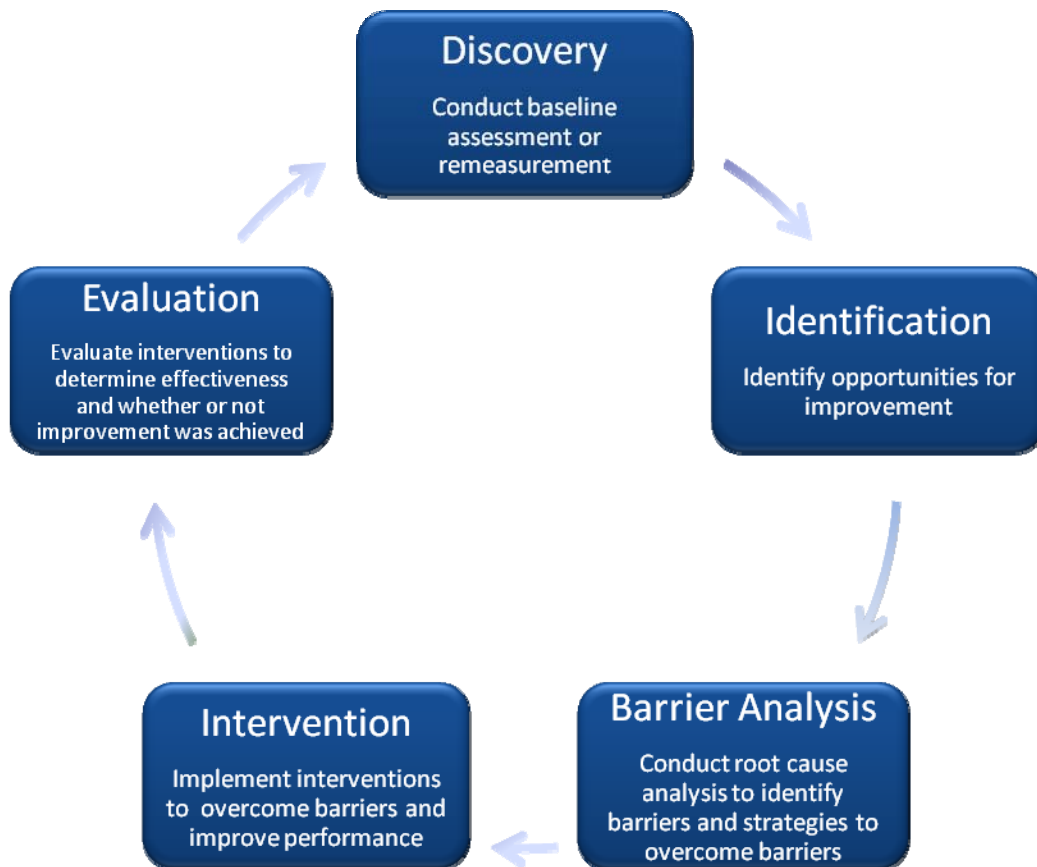 Discovery
Conduct baseline
assessment or
remeasurement
Identification
Identify opportunities for
improvement
Barrier Analysis
Conduct root cause
analysis to identify
barriers and strategies to
overcome barriers
Intervention
Implement interventions
to overcome barriers and
improve performance
Evaluation
Evaluate interventions to
determine effectiveness
and whether or not
improvement was achieved